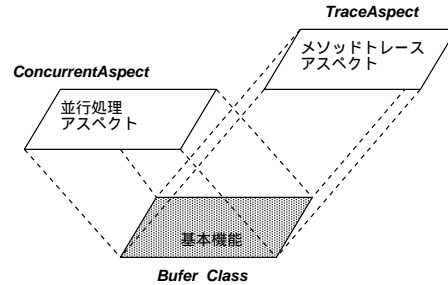 TraceAspect
メソッドトレース
アスペクト
ConcurrentAspect
並行処理
アスペクト
基本機能
Bufer Class